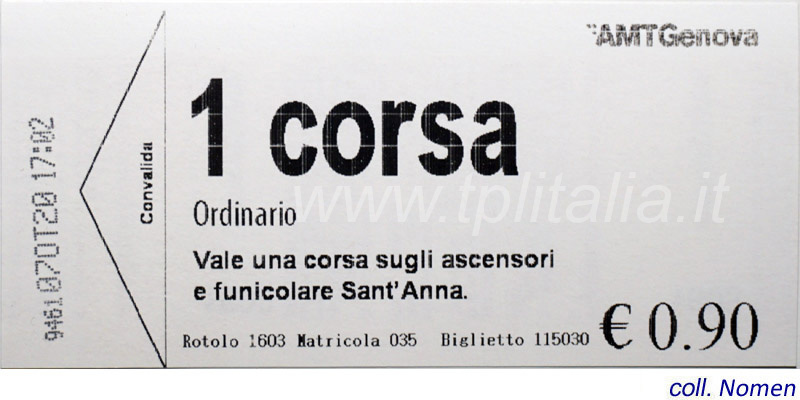 "AMTGenova
1 corsa
Ordinario
www.tplitalia.it
Vale una corsa sugli ascensori
e funicolare Sant'Anna.
Rotolo 1603 Matricola 035 Biglietto 115030
€ 0.90
Convalida
9461 07OT20 17:02
coll. Nomen